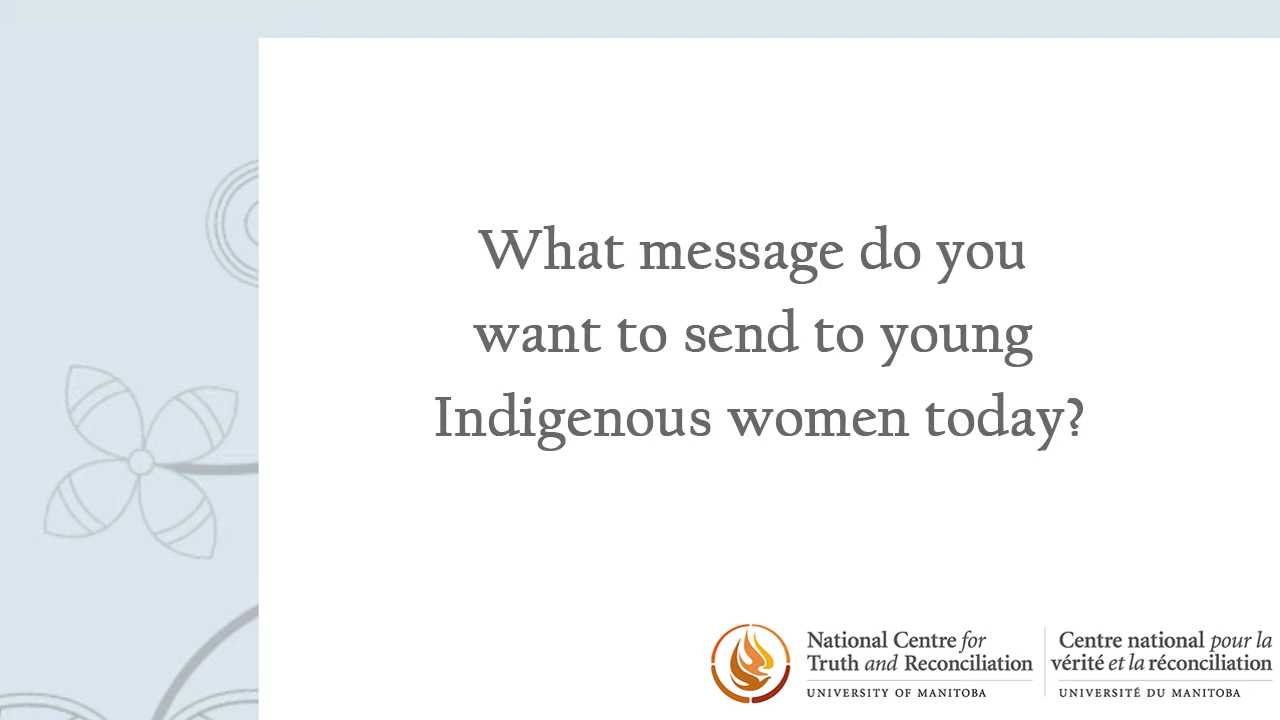 What message do you
want to send to young
Indigenous women today?
National Centre for
Truth and Reconciliation
UNIVERSITY OF MANITOBA
Centre national pour la
vérité et la réconciliation
UNIVERSITÉ DU MANITOBA